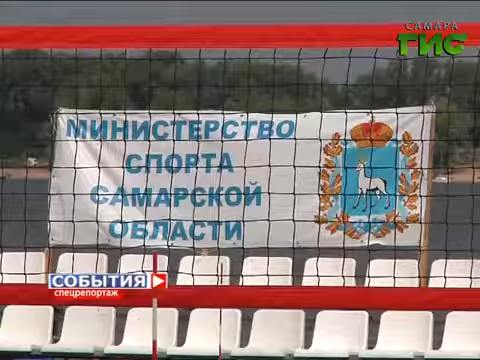 САМАРА
ГИС
МИНИСТЕРСТВО
СПОРТА
САМАРСКОЙ
ОБЛАСТИ
СОБЫТИЯ
спецрепортаж